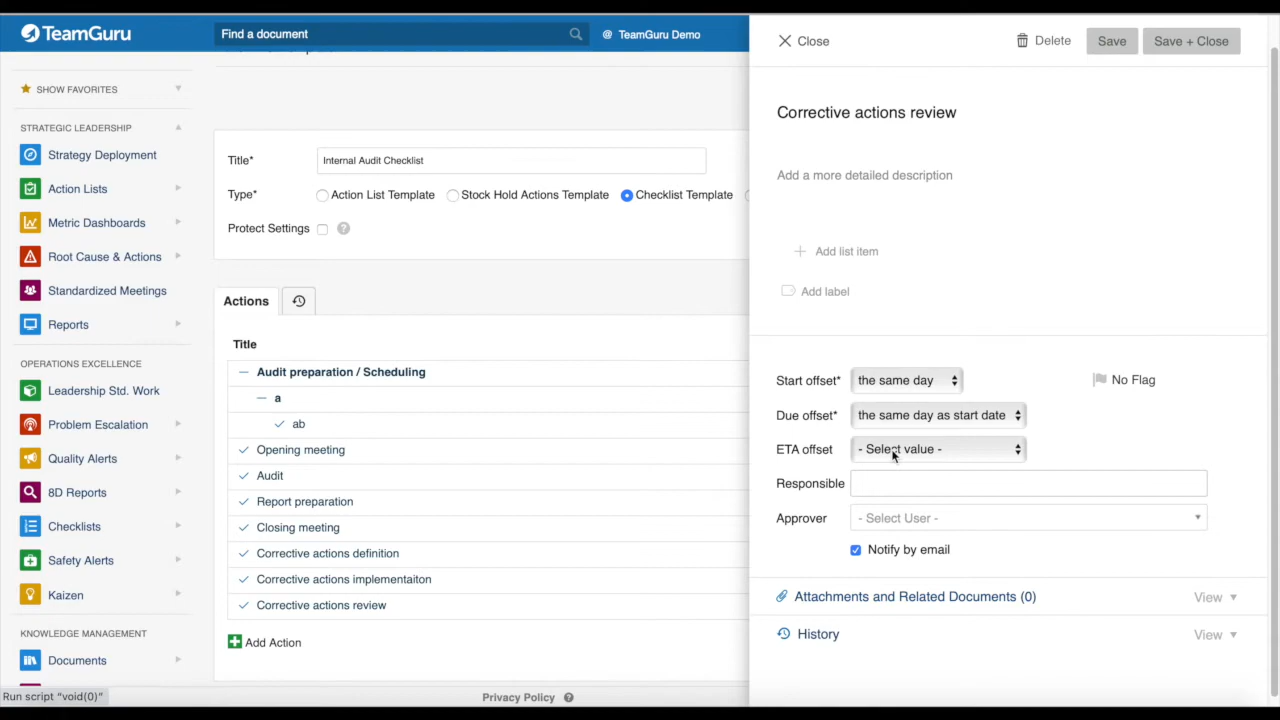 TeamGuru
Find a document
@ TeamGuru Demo
SHOW FAVORITES
STRATEGIC LEADERSHIP
Strategy Deployment
Action Lists
Metric Dashboards
Root Cause & Actions
Standardized Meetings
Reports
OPERATIONS EXCELLENCE
Leadership Std. Work
Problem Escalation
Quality Alerts
8D Reports
Checklists
Safety Alerts
Kaizen
KNOWLEDGE MANAGEMENT
Documents
Run script “void(0)”
Title* Internal Audit Checklist
Type* Action List Template Stock Hold Actions Template Checklist Template
Protect Settings ?
Actions
Title
Audit preparation / Scheduling
a
ab
Opening meeting
Audit
Report preparation
Closing meeting
Corrective actions definition
Corrective actions implementaiton
Corrective actions review
Add Action
Privacy Policy ?
Close Delete Save Save + Close
Corrective actions review
Add a more detailed description
Add list item
Add label
Start offset* the same day No Flag
Due offset* the same day as start date
ETA offset - Select value -
Responsible
Approver - Select User -
Notify by email
Attachments and Related Documents (0) View
History View